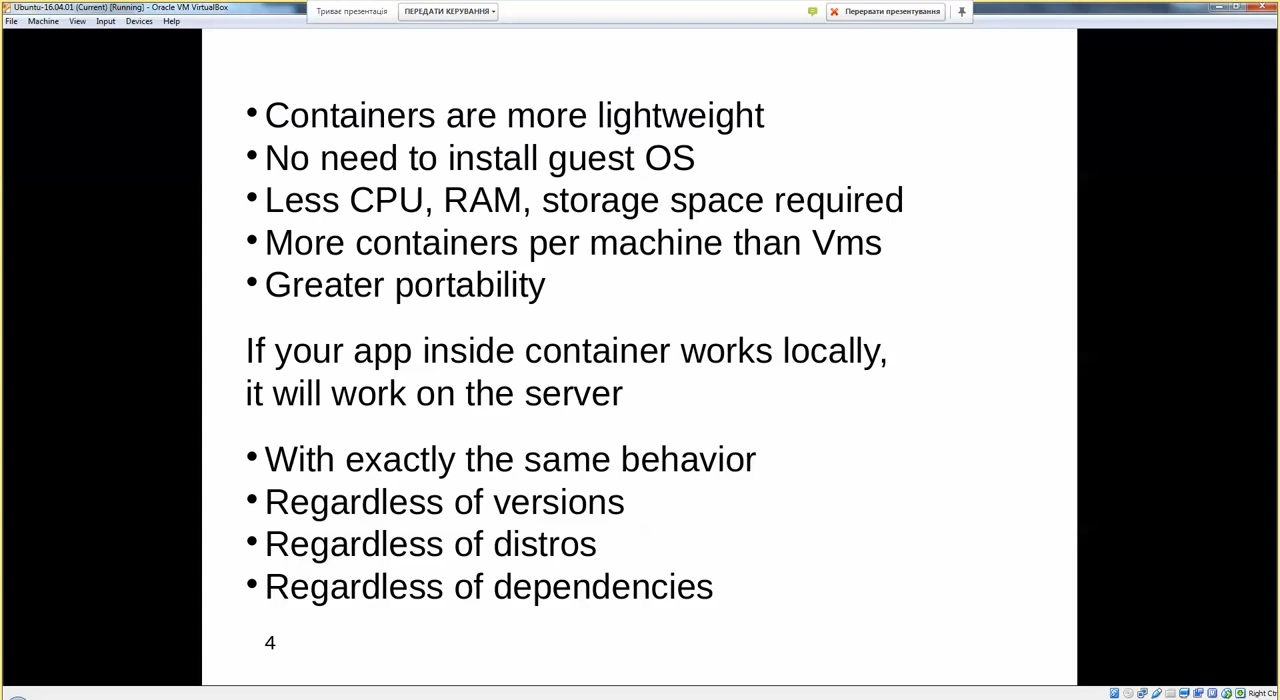 Ubuntu-16.04.01 (Current) [Running] - Oracle VM VirtualBox
Триває презентація
ПЕРЕДАТИ КЕРУВАННЯ
Перервати презентування
File Machine View Input Devices Help
• Containers are more lightweight
• No need to install guest OS
• Less CPU, RAM, storage space required
• More containers per machine than Vms
• Greater portability
If your app inside container works locally,
it will work on the server
• With exactly the same behavior
• Regardless of versions
• Regardless of distros
• Regardless of dependencies
4
Right Ctr